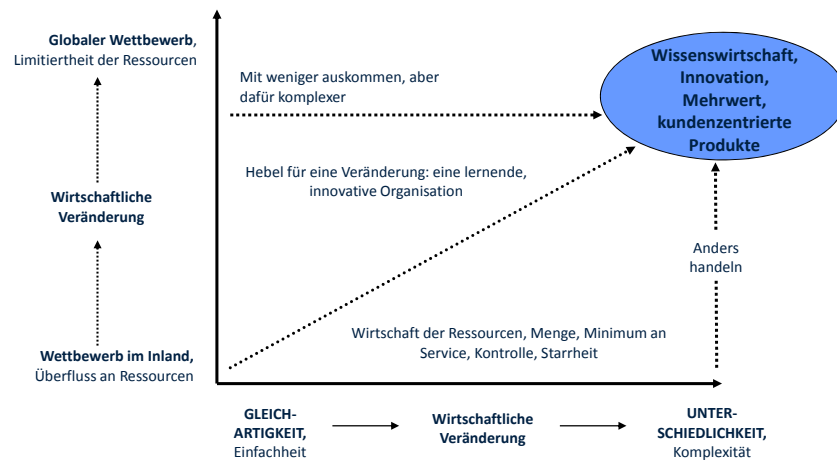 Globaler Wettbewerb,
Limitiertheit der Ressourcen
Mit weniger auskommen, aber
dafür komplexer
Wissenswirtschaft,
Innovation,
Mehrwert,
kundenzentrierte
Produkte
Hebel für eine Veränderung: eine lernende,
innovative Organisation
Wirtschaftliche
Veränderung
Anders
handeln
Wirtschaft der Ressourcen, Menge, Minimum an
Service, Kontrolle, Starrheit
Wettbewerb im Inland,
Überfluss an Ressourcen
GLEICH-
ARTIGKEIT,
Einfachheit
Wirtschaftliche
Veränderung
UNTER-
SCHIEDLICHKEIT,
Komplexität